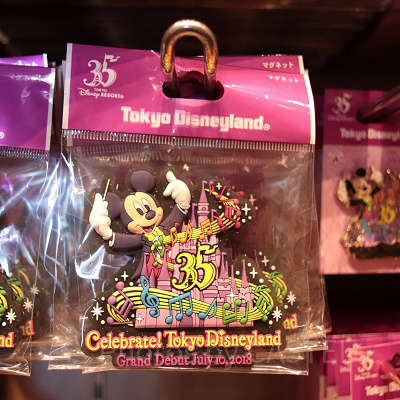 35
TOKYO
Disney RESORT®
マグネット
マグネット
Tokyo Disneyland®
35
Celebrate! Tokyo Disneyland
Grand Debut July 10, 2018
35
Tokyo Disneyland
35